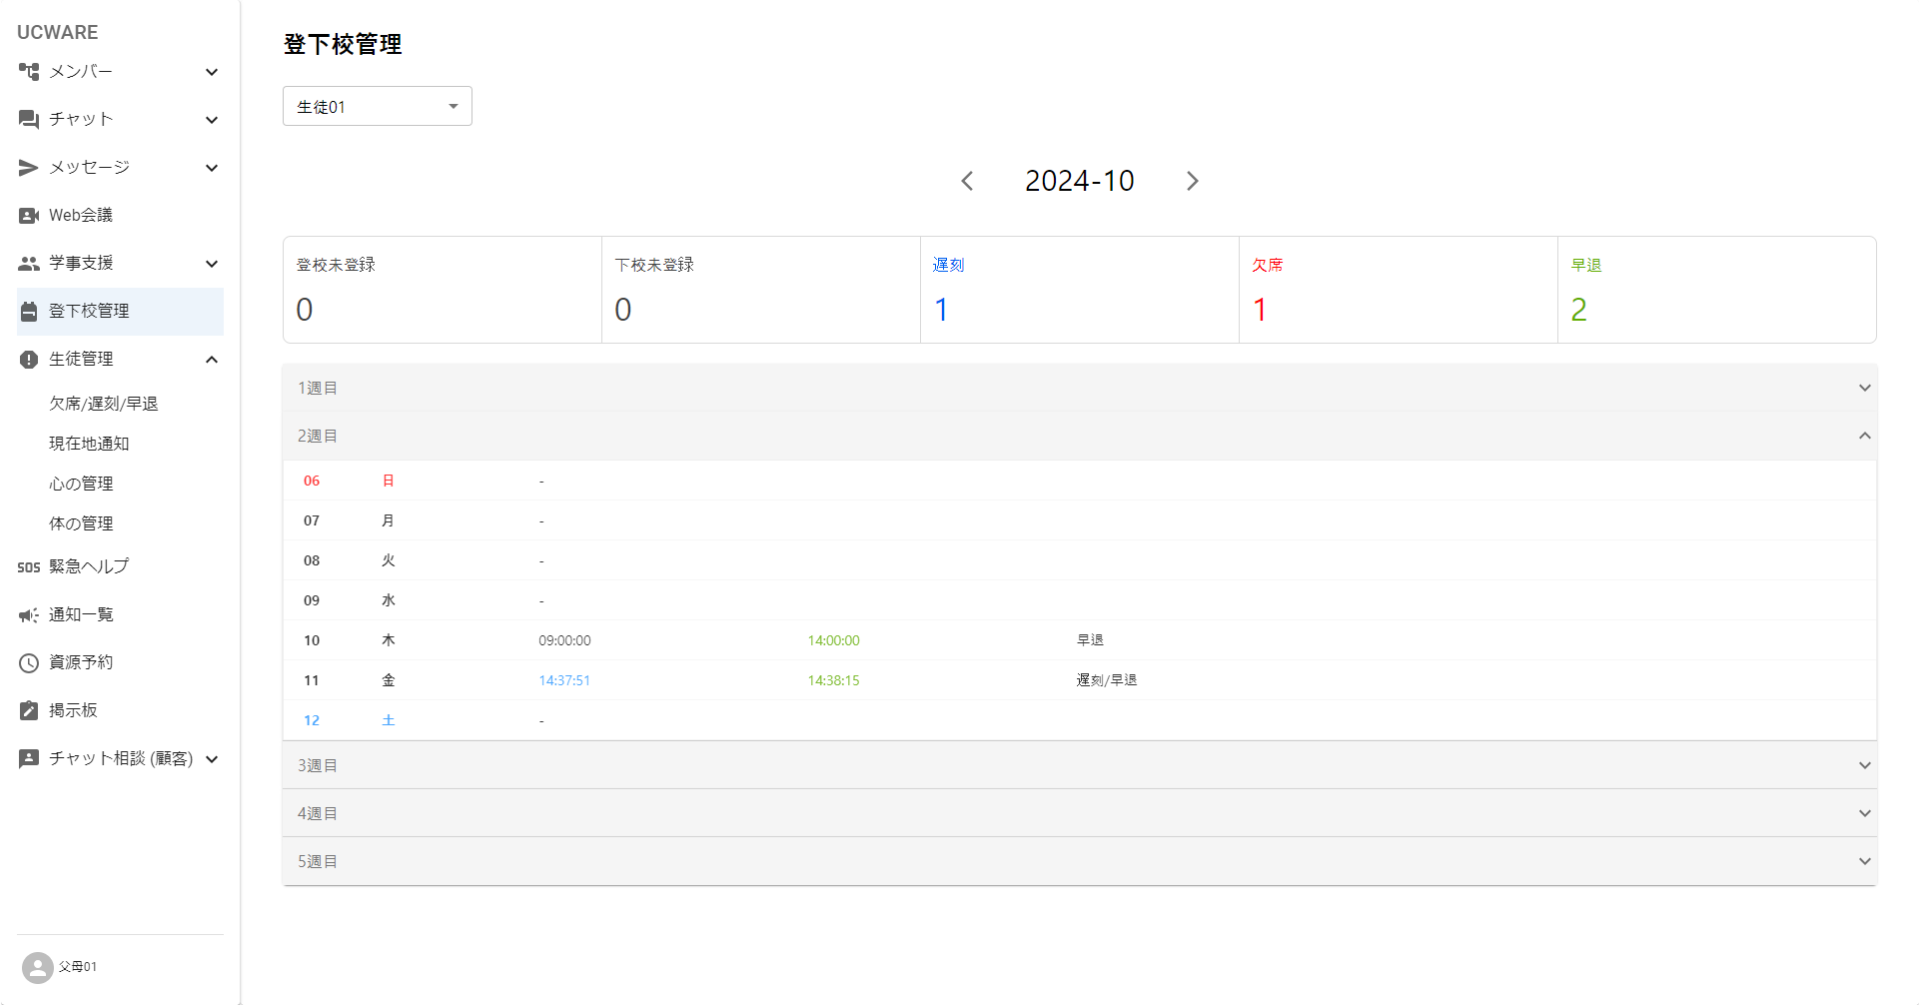 UCWARE
メンバー
チャット
メッセージ
Web会議
学事支援
登下校管理
生徒管理
欠席/遅刻/早退
現在地通知
心の管理
体の管理
SOS 緊急ヘルプ
通知一覧
資源予約
掲示板
チャット相談 (顧客)
父母01
登下校管理
生徒01
2024-10
登校未登録 下校未登録 遅刻 欠席 早退
0 0 1 1 2
1週目
2週目
06 日 -
07 月 -
08 火 -
09 水 -
10 木 09:00:00 14:00:00 早退
11 金 14:37:51 14:38:15 遅刻/早退
12 土 -
3週目
4週目
5週目